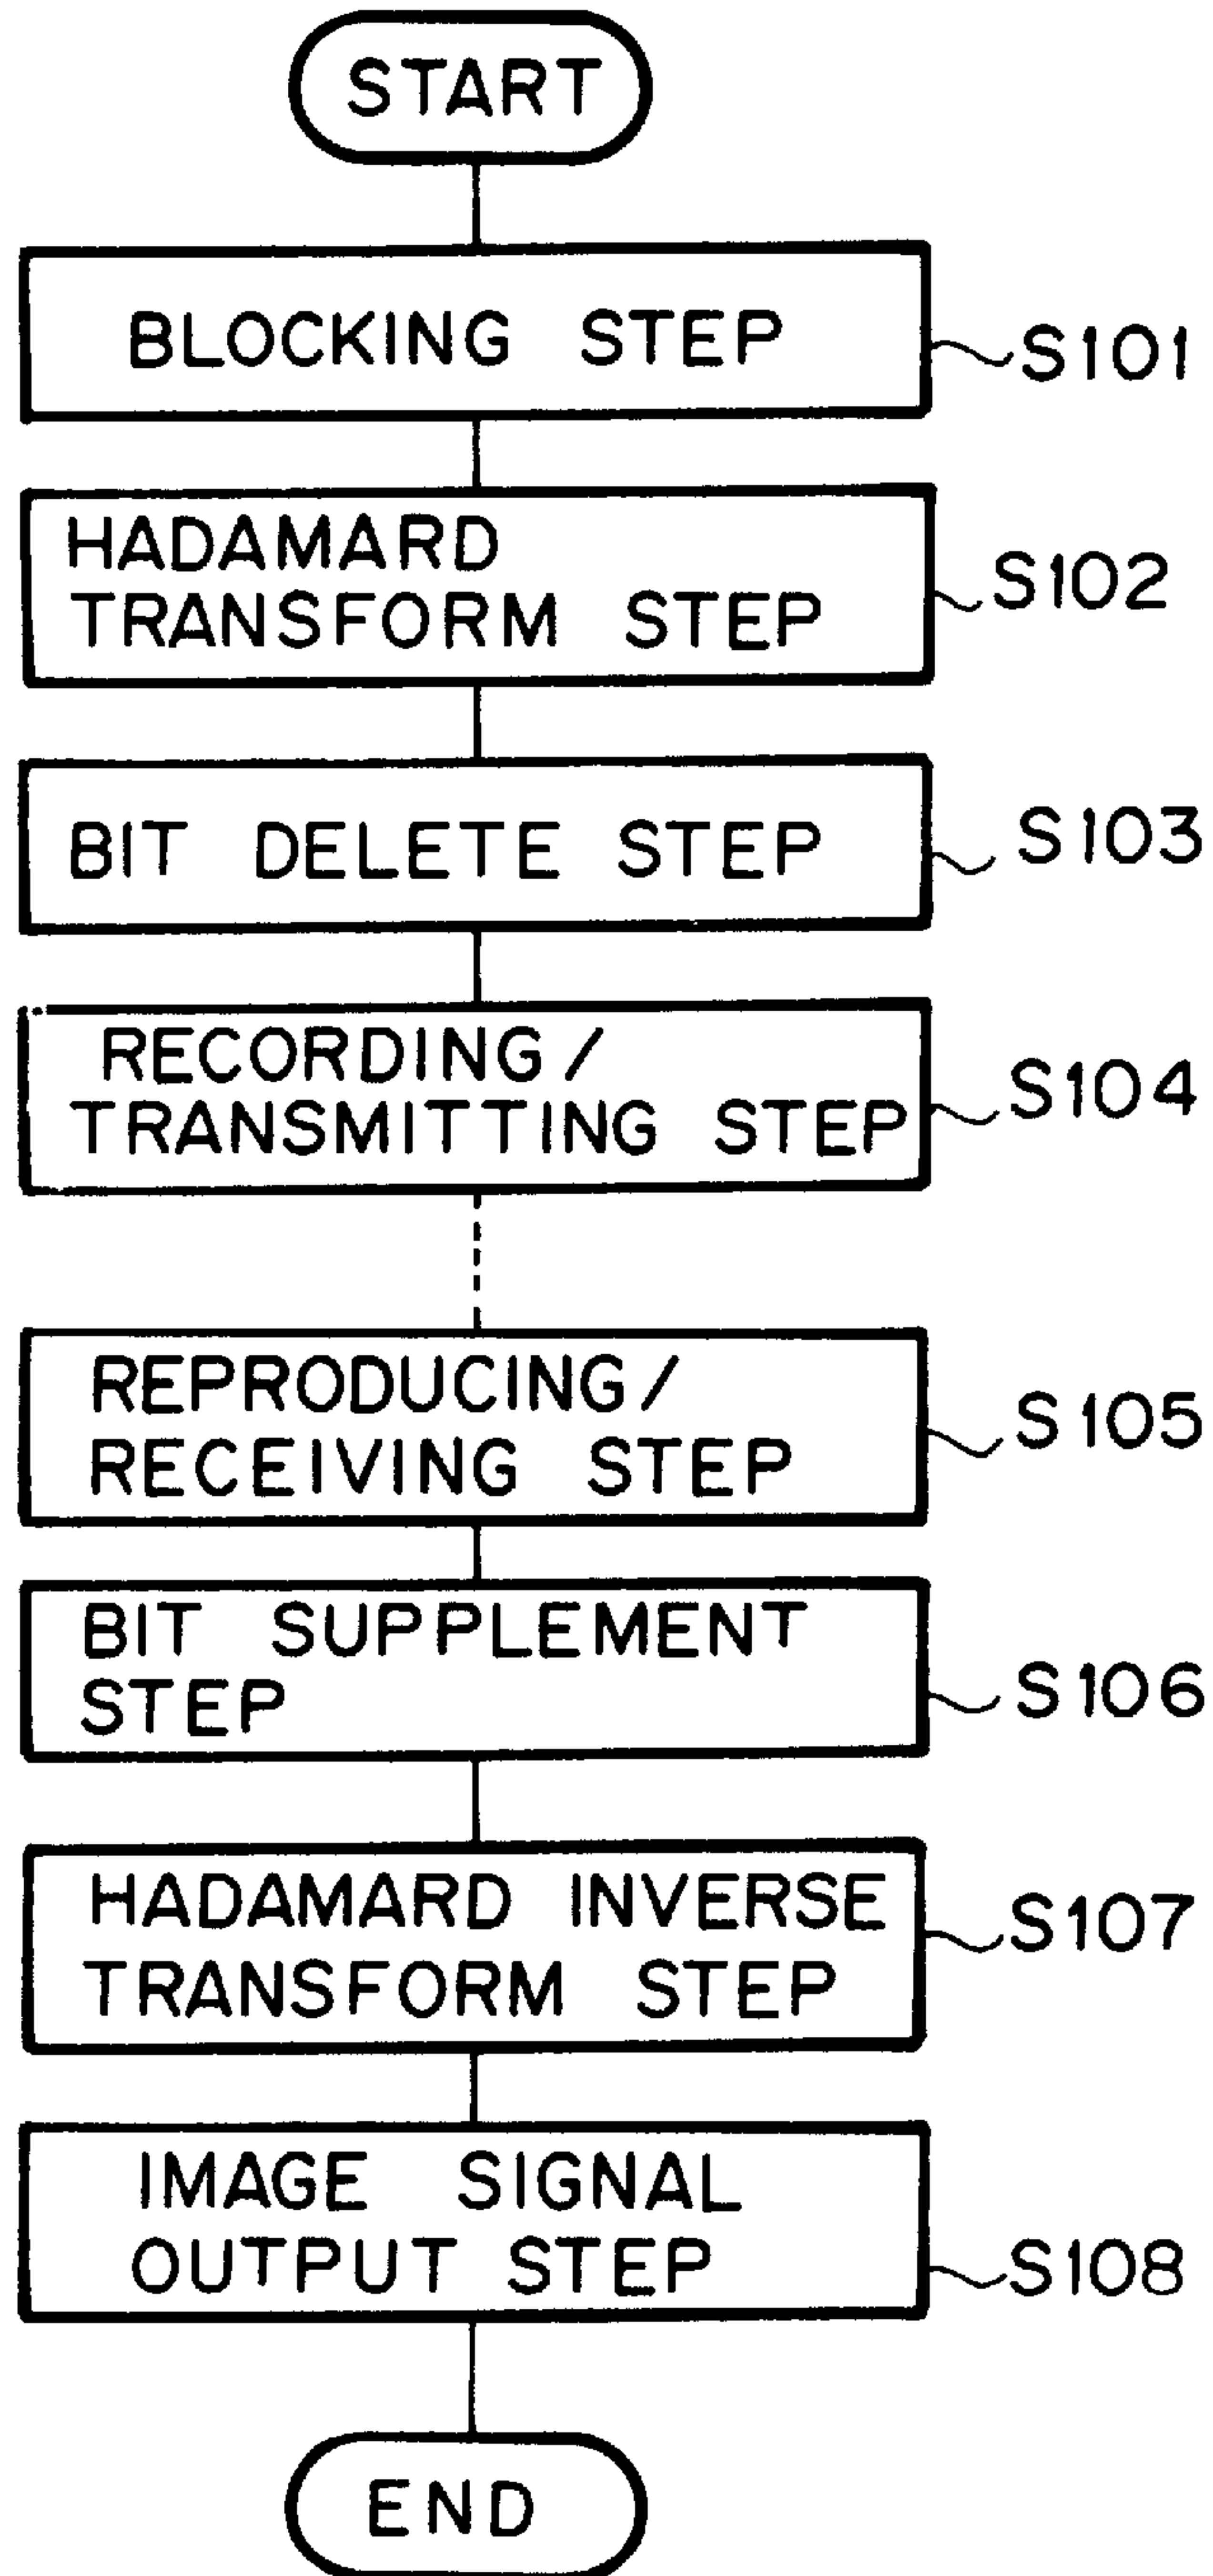 START
BLOCKING STEP
S101
HADAMARD
TRANSFORM STEP
S102
BIT DELETE STEP
S103
RECORDING/
TRANSMITTING STEP
S104
REPRODUCING/
RECEIVING STEP
S105
BIT SUPPLEMENT
STEP
S106
HADAMARD INVERSE
TRANSFORM STEP
S107
IMAGE SIGNAL
OUTPUT STEP
S108
END